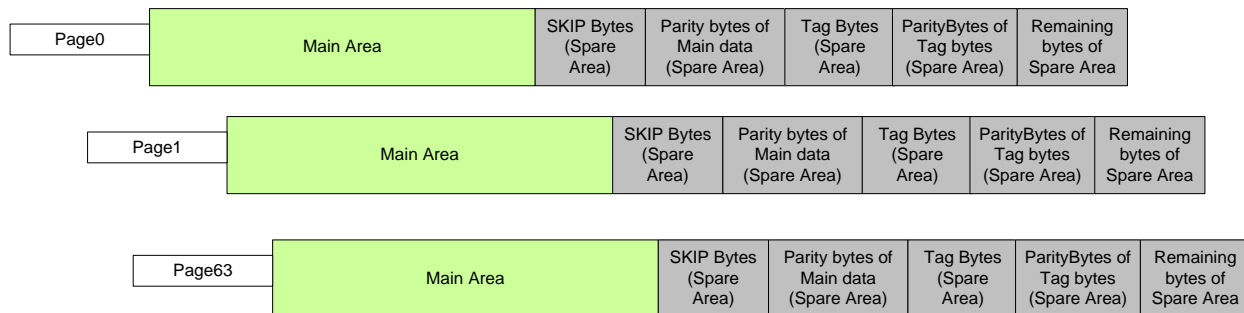 Page0
Main Area
SKIP Bytes
(Spare
Area)
Parity bytes of
Main data
(Spare Area)
Tag Bytes
(Spare
Area)
ParityBytes of
Tag bytes
(Spare Area)
Remaining
bytes of
Spare Area
Page1
Main Area
SKIP Bytes
(Spare
Area)
Parity bytes of
Main data
(Spare Area)
Tag Bytes
(Spare
Area)
ParityBytes of
Tag bytes
(Spare Area)
Remaining
bytes of
Spare Area
Page63
Main Area
SKIP Bytes
(Spare
Area)
Parity bytes of
Main data
(Spare Area)
Tag Bytes
(Spare
Area)
ParityBytes of
Tag bytes
(Spare Area)
Remaining
bytes of
Spare Area